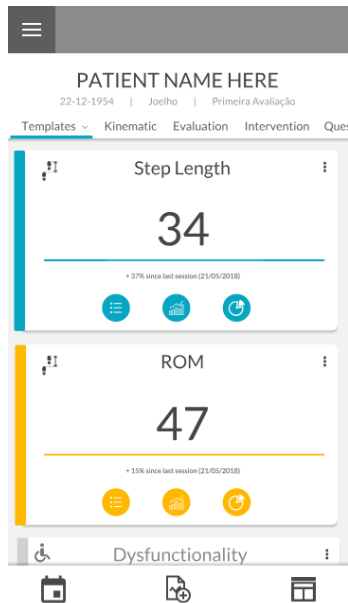 PATIENT NAME HERE
22-12-1954 | Joelho | Primeira Avaliação
Templates Kinematic Evaluation Intervention Ques
Step Length
34
+ 37% since last session (21/05/2018)
ROM
47
+ 15% since last session (21/05/2018)
Dysfunctionality